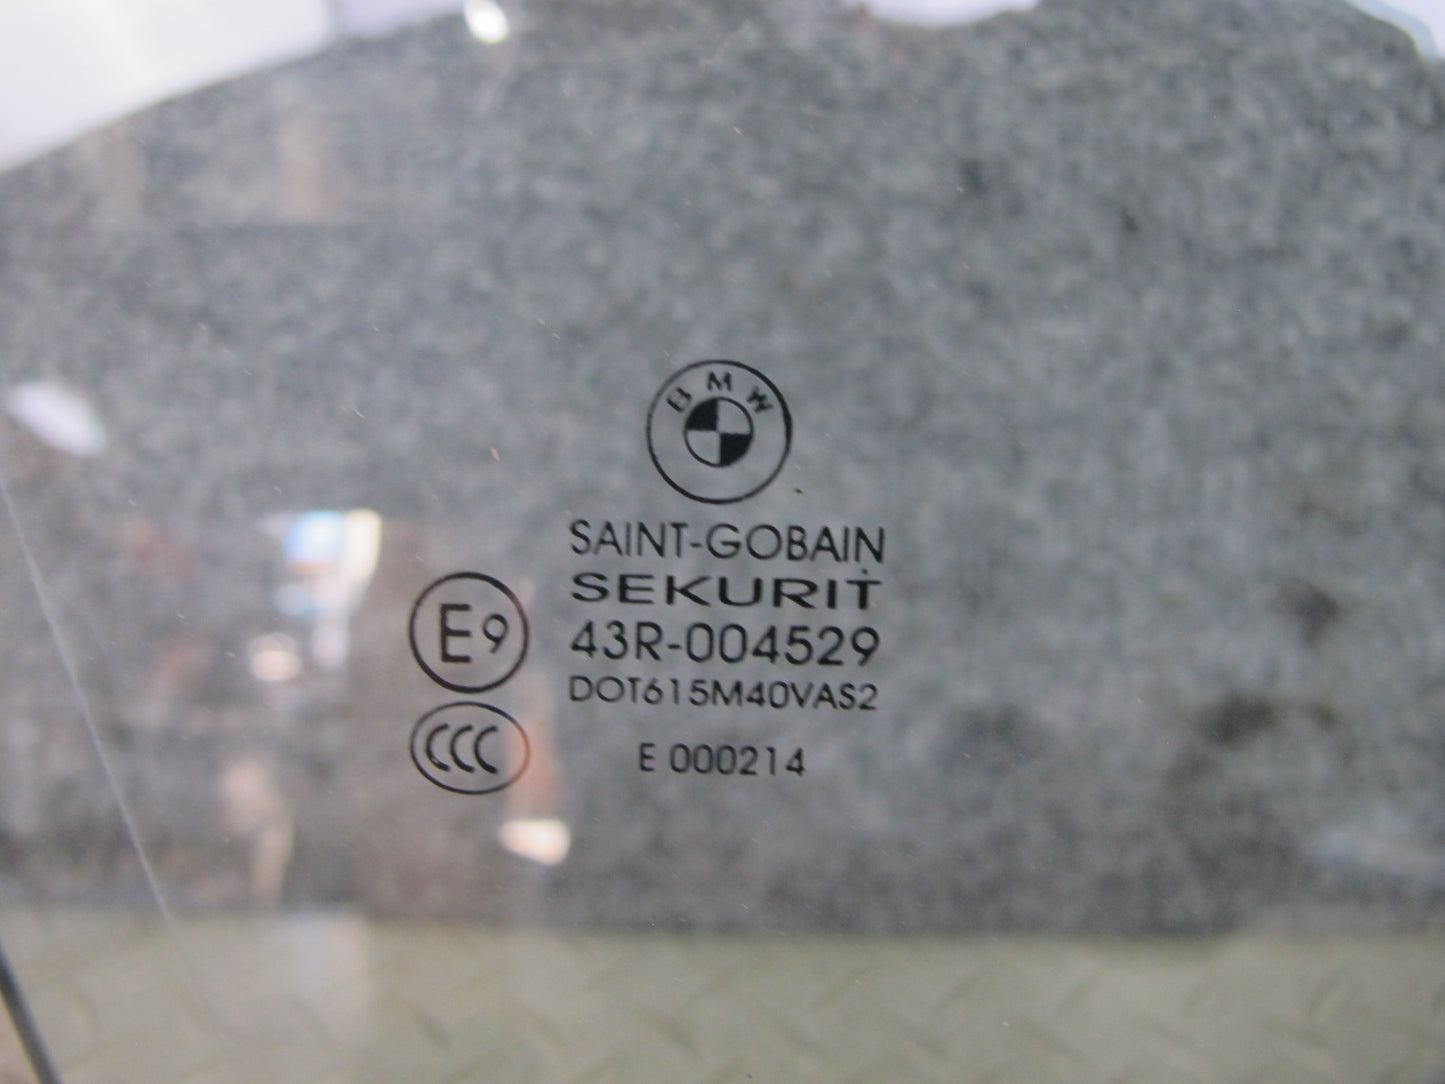 BMW
SAINT-GOBAIN
SEKURIT
E9 43R-004529
DOT615M40VAS2
CCC E 000214